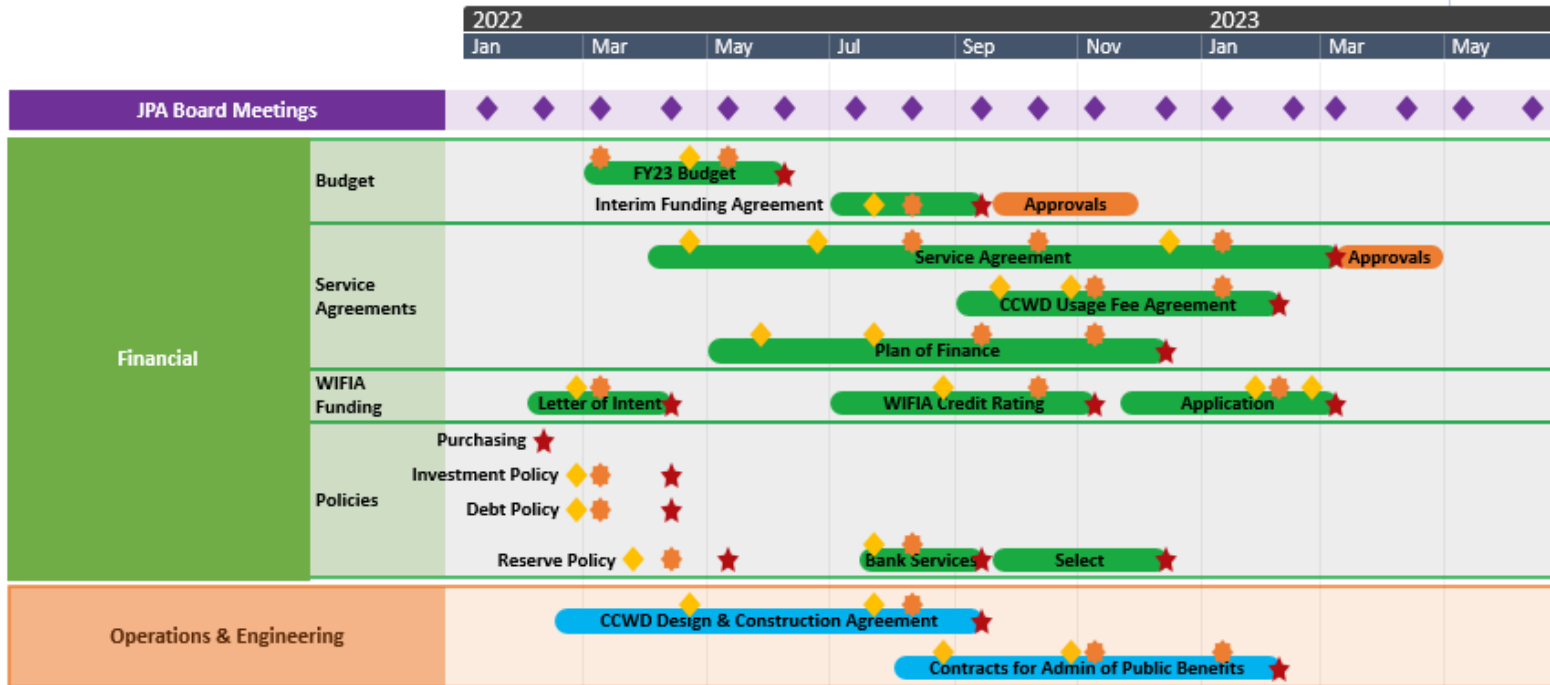 2022 2023
Jan Mar May Jul Sep Nov Jan Mar May
JPA Board Meetings
Financial
Budget
FY23 Budget
Interim Funding Agreement
Approvals
Service
Agreements
Service Agreement
Approvals
CCWD Usage Fee Agreement
Plan of Finance
WIFIA
Funding
Letter of Intent
WIFIA Credit Rating
Application
Policies
Purchasing
Investment Policy
Debt Policy
Reserve Policy
Bank Services
Select
Operations & Engineering
CCWD Design & Construction Agreement
Contracts for Admin of Public Benefits